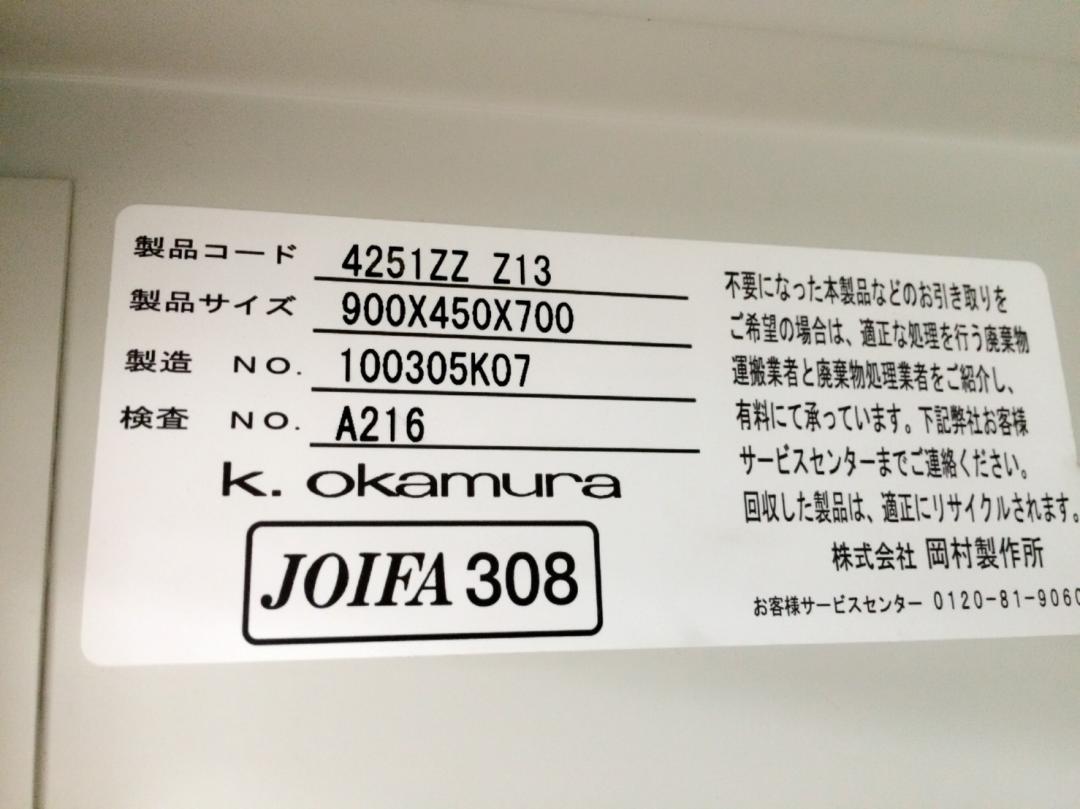 製品コード 4251ZZ Z13
製品サイズ 900X450X700
製造 NO. 100305K07
検査 NO. A216
k. okamura
JOIFA 308
不要になった本製品などのお引き取りを
ご希望の場合は、適正な処理を行う廃棄物
運搬業者と廃棄物処理業者をご紹介し、
有料にて承っています。下記弊社お客様
サービスセンターまでご連絡ください。
回収した製品は、適正にリサイクルされます。
株式会社 岡村製作所
お客様サービスセンター 0120-81-9060